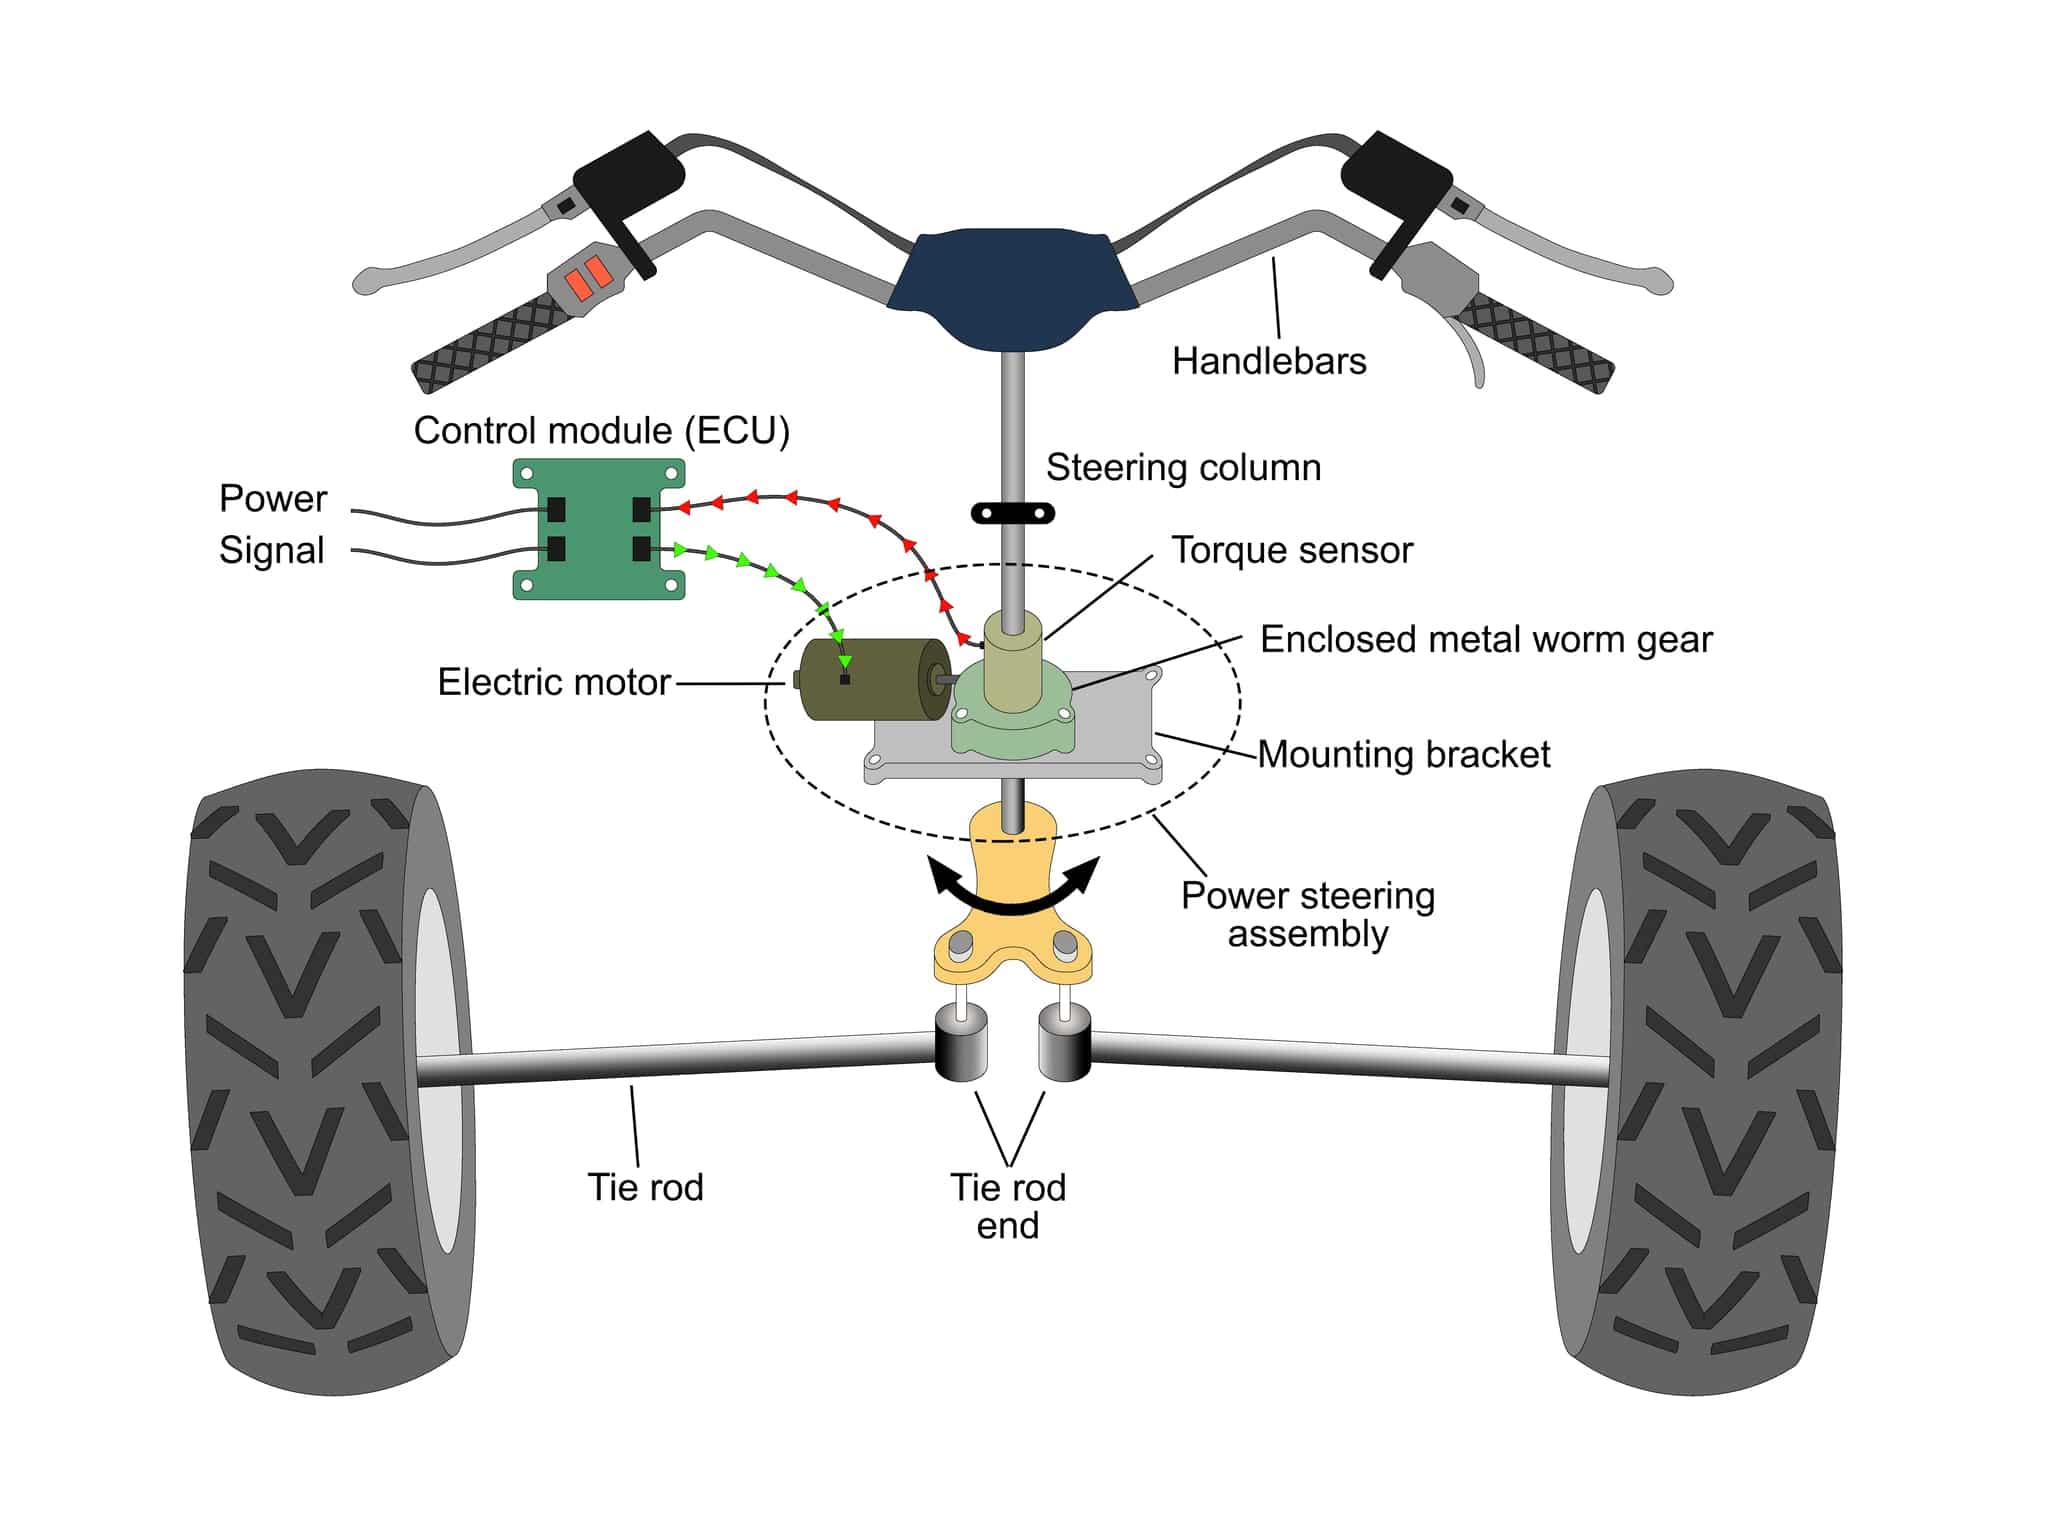 Handlebars
Control module (ECU)
Steering column
Power
Signal
Torque sensor
Enclosed metal worm gear
Electric motor
Mounting bracket
Power steering
assembly
Tie rod
Tie rod
end